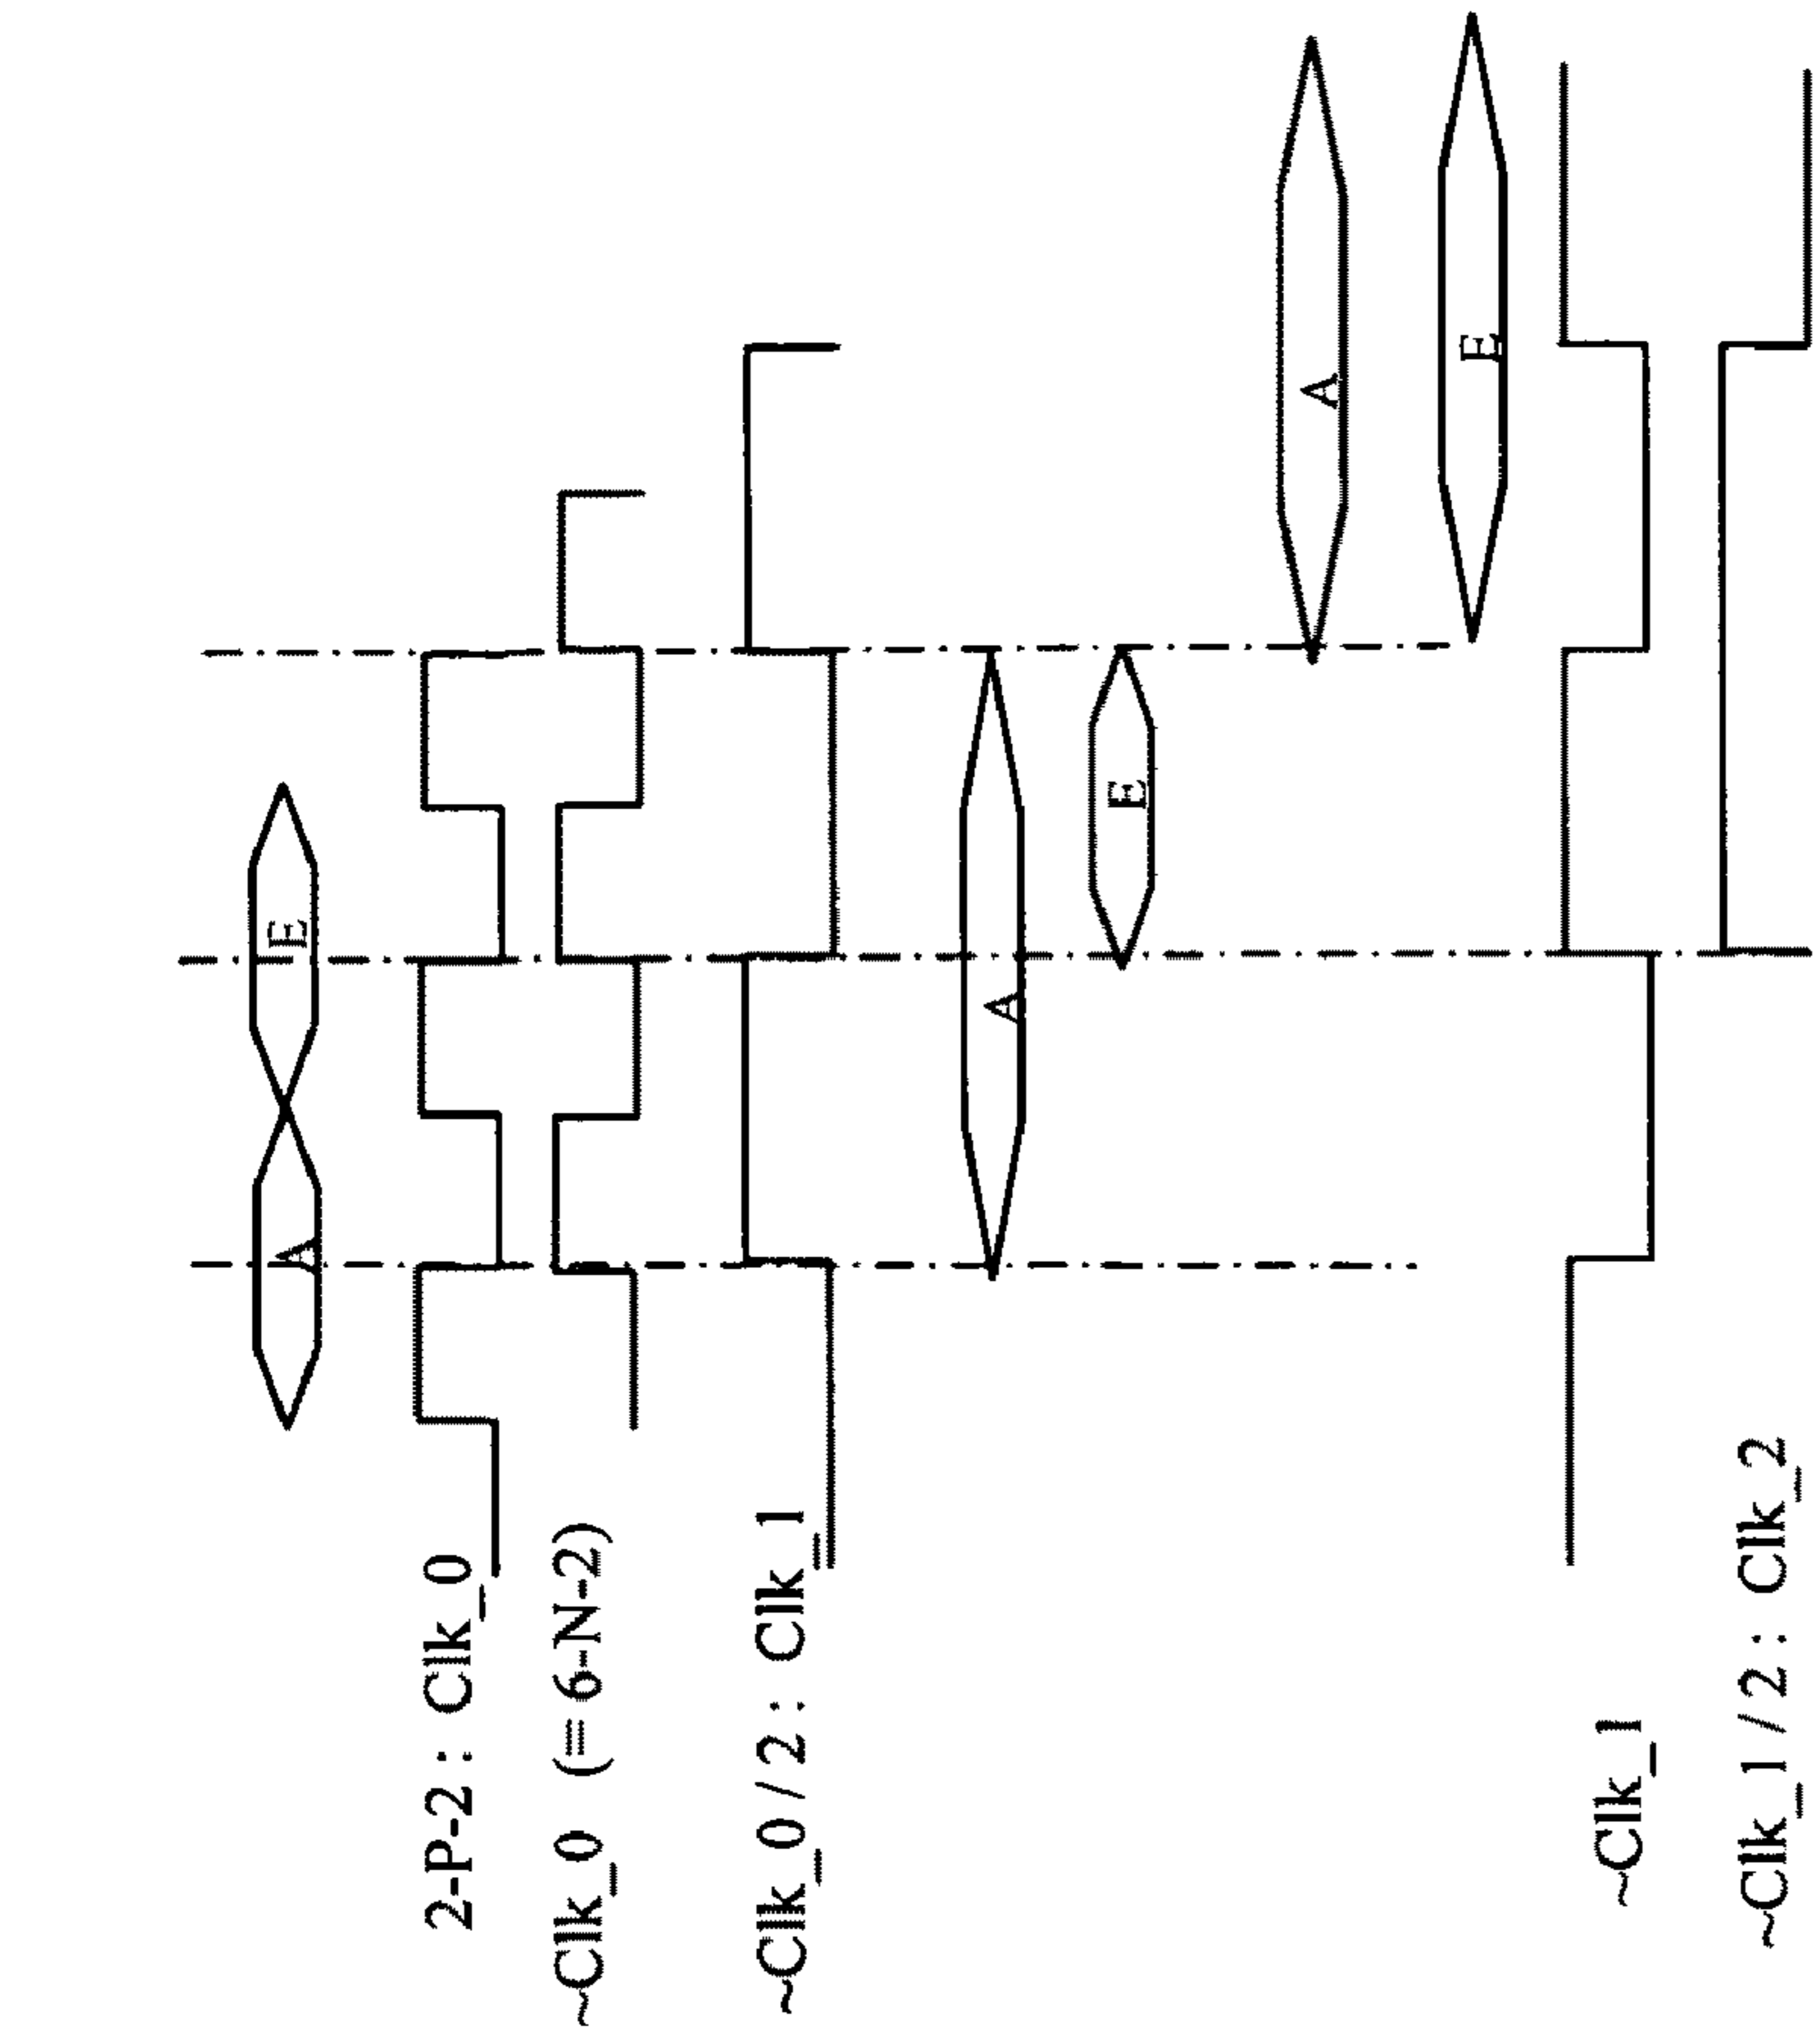 A E
2-P-2 : Clk_0
~Clk_0 (= 6-N-2)
~Clk_0 / 2 : Clk_1
A
E
A
E
~Clk_1
~Clk_1 / 2 : Clk_2